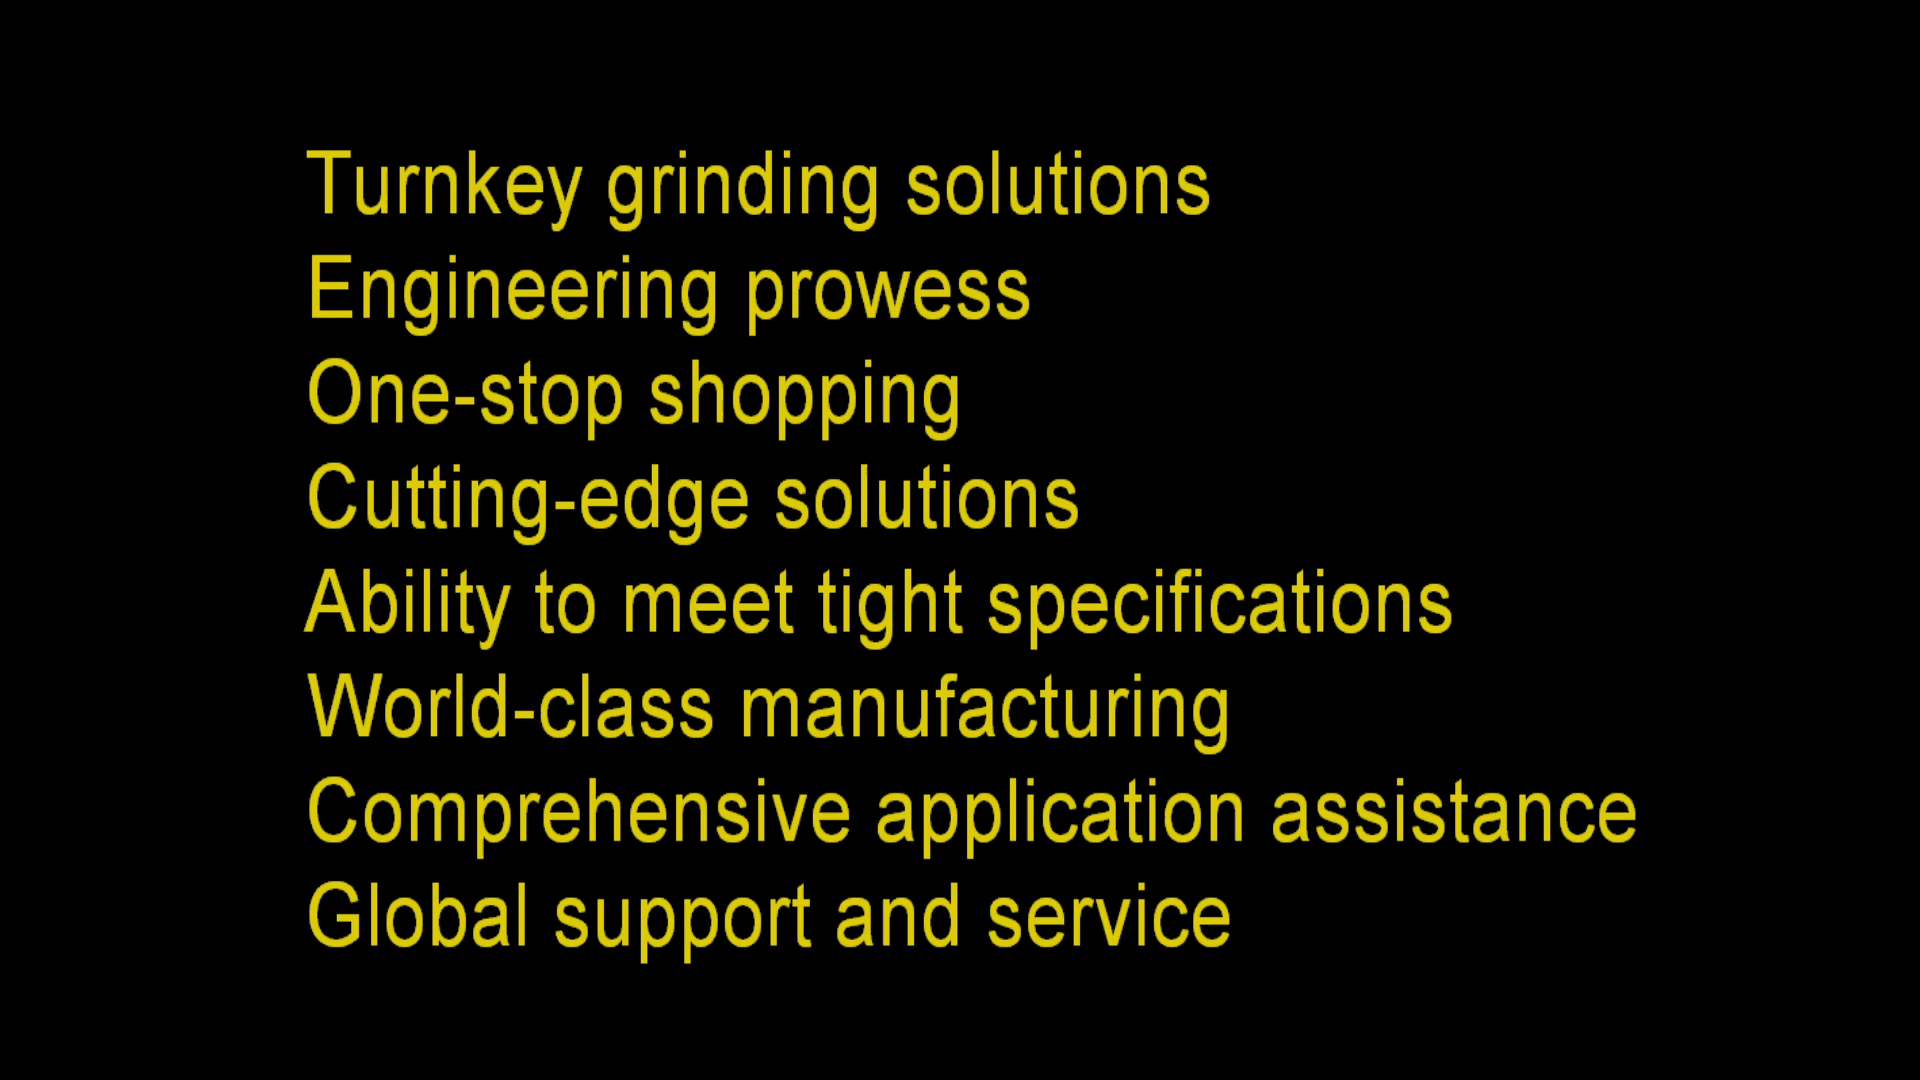 Turnkey grinding solutions
Engineering prowess
One-stop shopping
Cutting-edge solutions
Ability to meet tight specifications
World-class manufacturing
Comprehensive application assistance
Global support and service